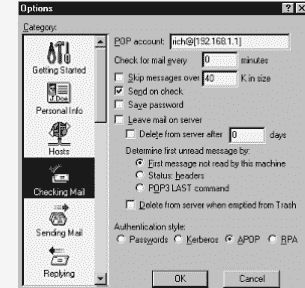 Options
Category:
Getting Started
Personal Info
Hosts
Checking Mail
Sending Mail
Replying
POP account: rich@[192.168.1.1]
Check for mail every 0 minutes
Skip messages over 40 K in size
Send on check
Save password
Leave mail on server
Delete from server after 0 days
Determine first unread message by:
First message not read by this machine
Status: headers
POP3 LAST command
Delete from server when emptied from Trash
Authentication style:
Passwords Kerberos APOP RPA
OK Cancel